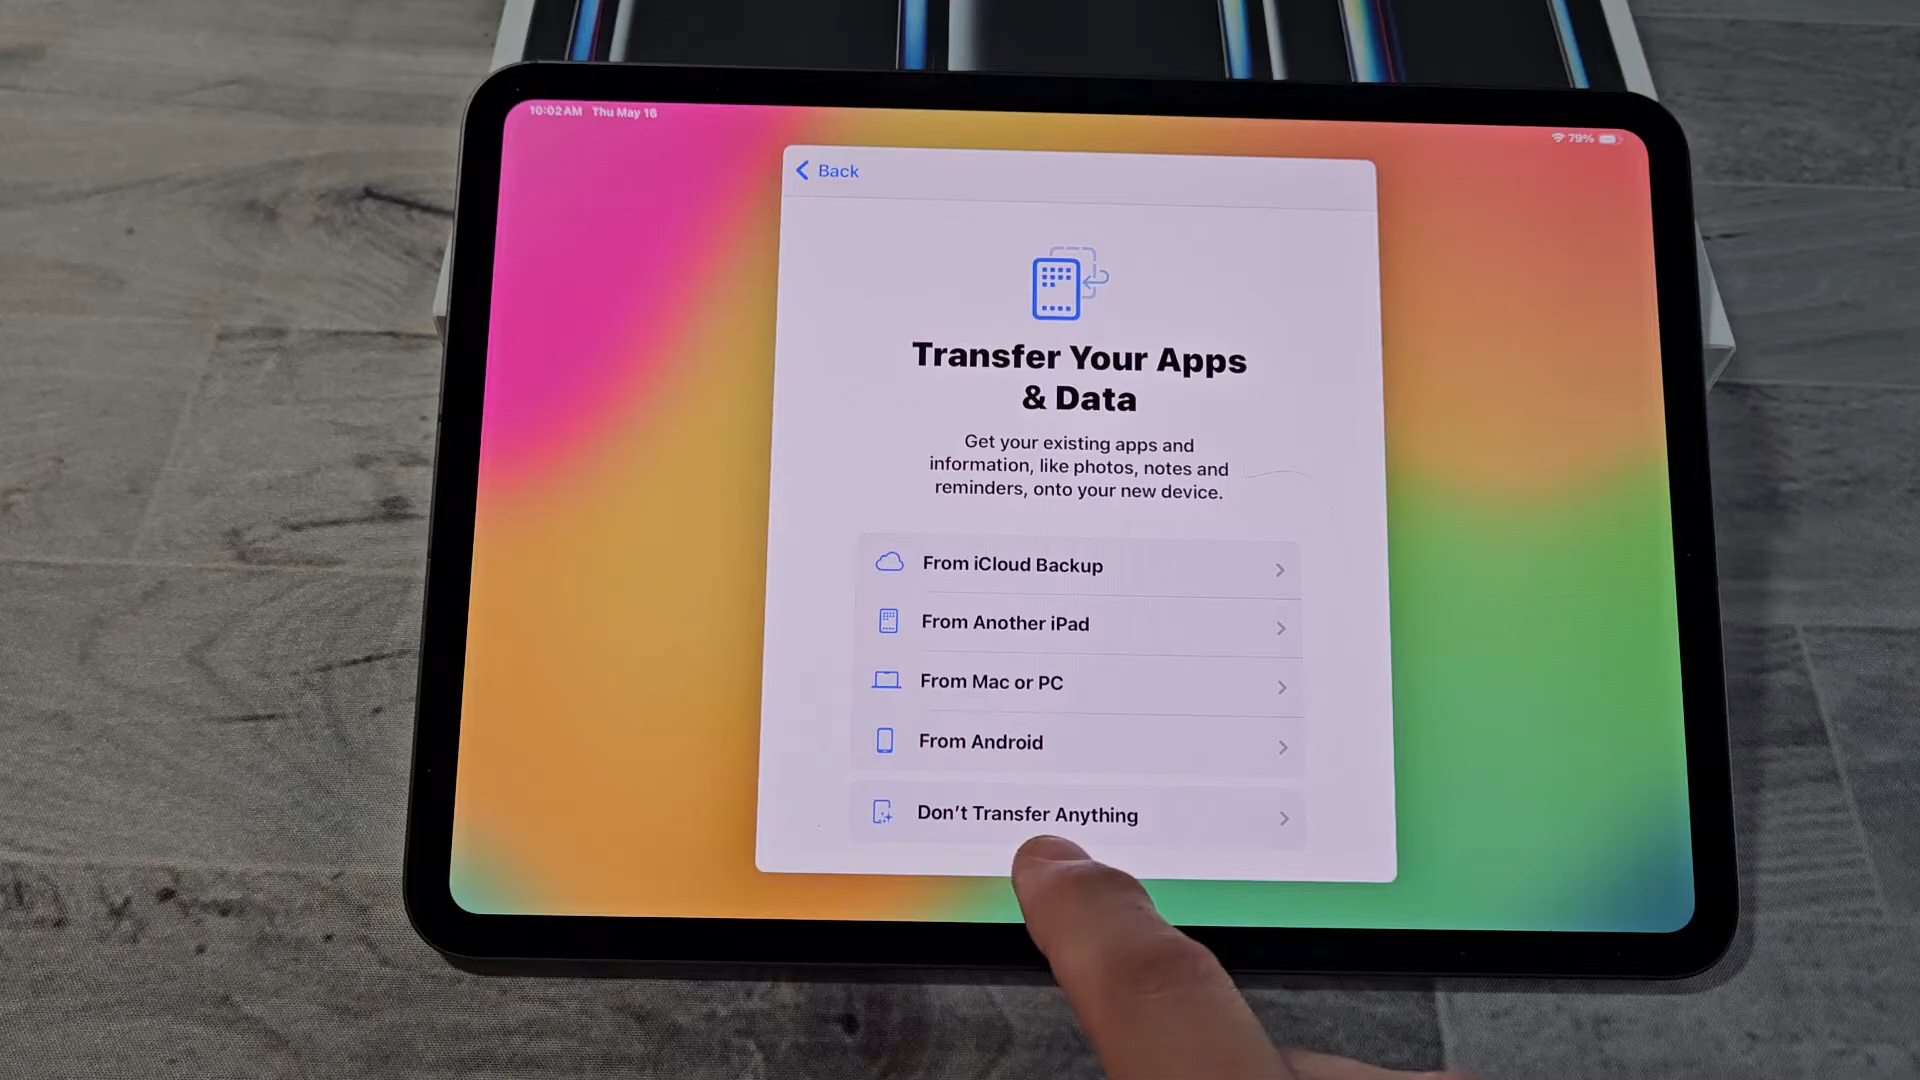 10:02 AM Thu May 16
79%
Back
Transfer Your Apps
& Data
Get your existing apps and
information, like photos, notes and
reminders, onto your new device.
From iCloud Backup
From Another iPad
From Mac or PC
From Android
Don't Transfer Anything